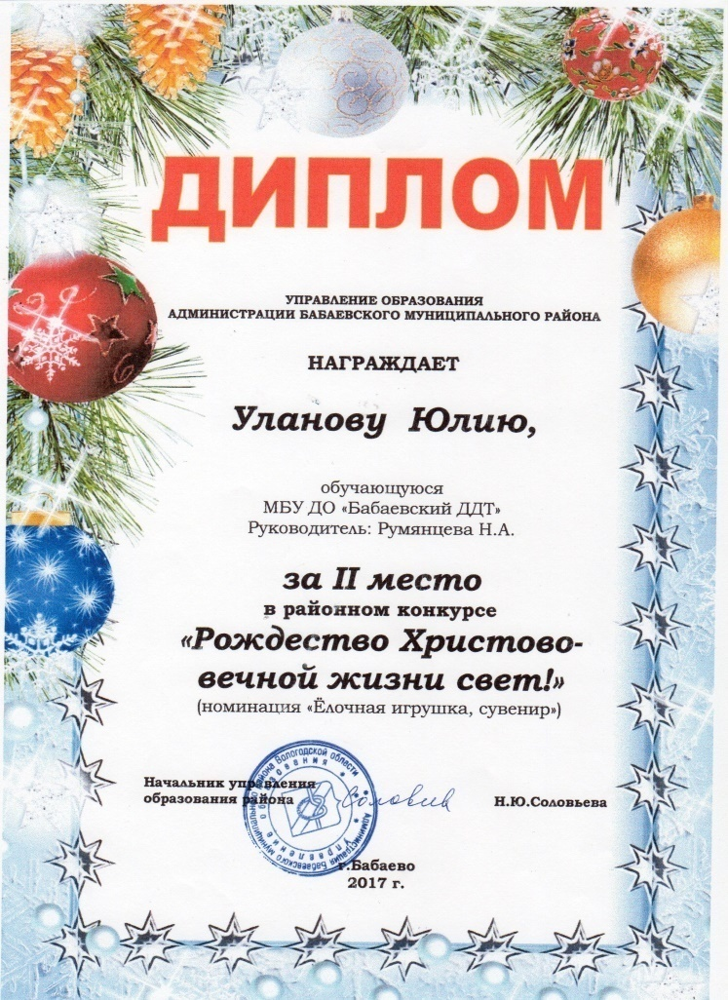 ДИПЛОМ
УПРАВЛЕНИЕ ОБРАЗОВАНИЯ
АДМИНИСТРАЦИИ БАБАЕВСКОГО МУНИЦИПАЛЬНОГО РАЙОНА
НАГРАЖДАЕТ
Уланову Юлию,
обучающуюся
МБУ ДО «Бабаевский ДДТ»
Руководитель: Румянцева Н.А.
за II место
в районном конкурсе
«Рождество Христово-
вечной жизни свет!»
(номинация «Ёлочная игрушка, сувенир»)
Начальник управления
образования района
Н.Ю.Соловьева
г.Бабаево
2017 г.